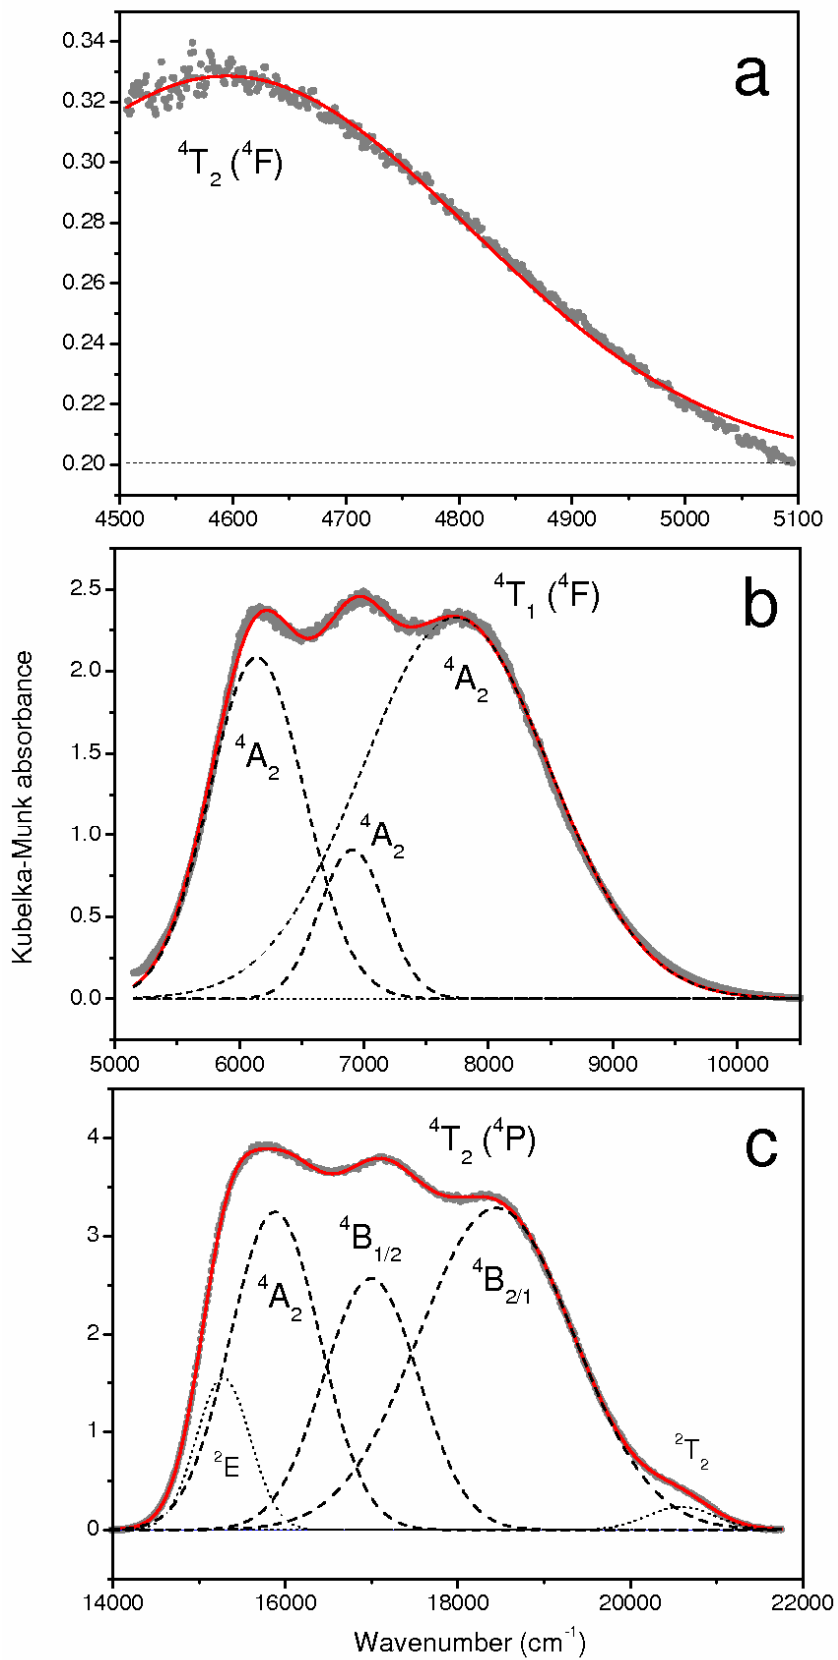 0.34
0.32
0.30
0.28
0.26
0.24
0.22
0.20
a
⁴T₂ (⁴F)
4500 4600 4700 4800 4900 5000 5100
Kubelka-Munk absorbance
2.5
2.0
1.5
1.0
0.5
0.0
⁴T₁ (⁴F)
b
⁴A₂
⁴A₂
⁴A₂
5000 6000 7000 8000 9000 10000
4
3
2
1
0
⁴T₂ (⁴P)
c
⁴B₁/₂
⁴A₂
⁴B₂/₁
²E
²T₂
14000 16000 18000 20000 22000
Wavenumber (cm⁻¹)